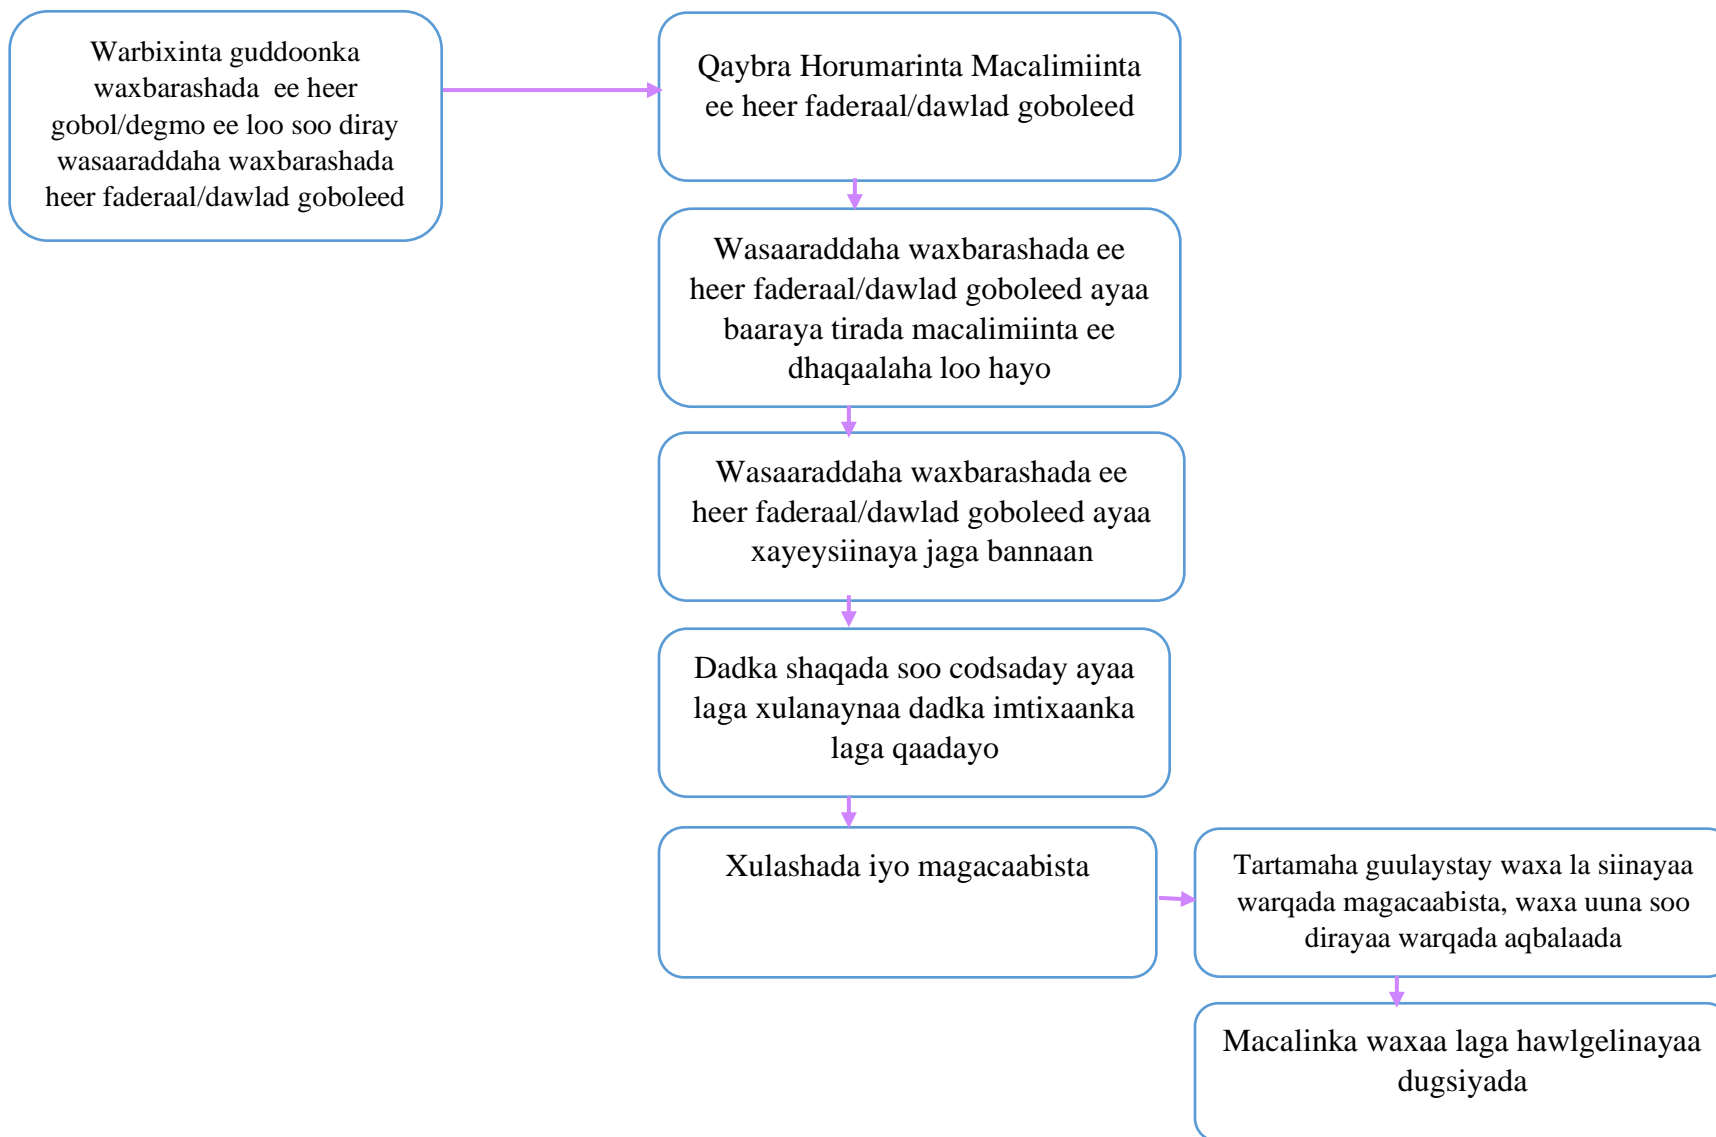 Warbixinta guddoonka
waxbarashada ee heer
gobol/degmo ee loo soo diray
wasaaraddaha waxbarashada
heer faderaal/dawlad goboleed
Qaybra Horumarinta Macalimiinta
ee heer faderaal/dawlad goboleed
Wasaaraddaha waxbarashada ee
heer faderaal/dawlad goboleed ayaa
baaraya tirada macalimiinta ee
dhaqaalaha loo hayo
Wasaaraddaha waxbarashada ee
heer faderaal/dawlad goboleed ayaa
xayeysiinaya jaga bannaan
Dadka shaqada soo codsaday ayaa
laga xulanaynaa dadka imtixaanka
laga qaadayo
Xulashada iyo magacaabista
Tartamaha guulaystay waxa la siinayaa
warqada magacaabista, waxa uuna soo
dirayaa warqada aqbalaada
Macalinka waxaa laga hawlgelinayaa
dugsiyada